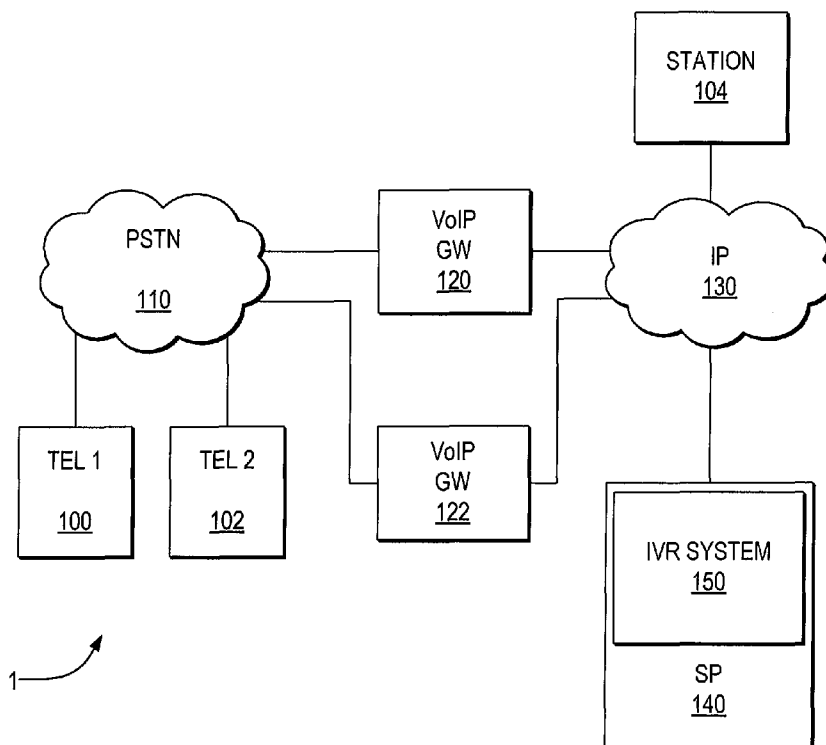 STATION
104
PSTN
110
VoIP
GW
120
IP
130
TEL 1
100
TEL 2
102
VoIP
GW
122
IVR SYSTEM
150
SP
140
1